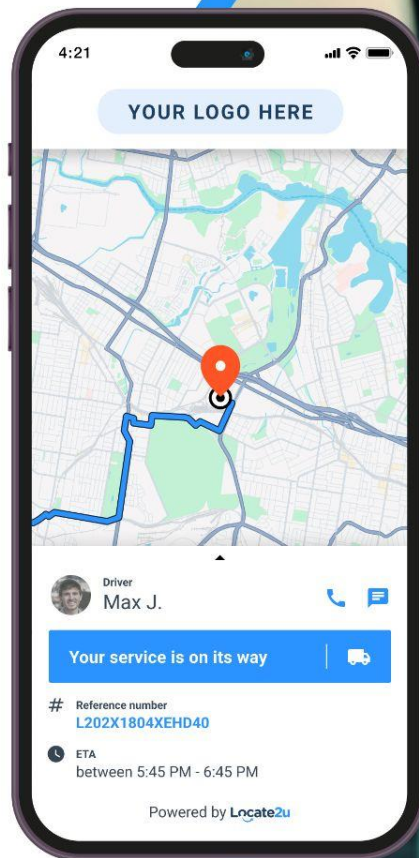 4:21
YOUR LOGO HERE
Driver
Max J.
Your service is on its way
# Reference number
L202X1804XEHD40
ETA
between 5:45 PM - 6:45 PM
Powered by Locate2u